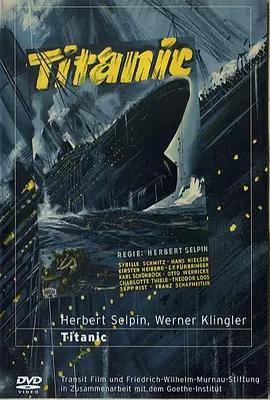 Titanic
REGIE: HERBERT SELPIN
SYBILLE SCHMITZ - HANS NIELSEN
KIRSTEN HEIBERG - E.F. FÜRBRINGER
KARL SCHÖNBÖCK - OTTO WERNICKE
CHARLOTTE THIELE - THEODOR LOOS
SEPP RIST - FRANZ SCHAFHEITLIN
Herbert Selpin, Werner Klingler
Titanic
DVD
VIDEO
Transit Film und Friedrich-Wilhelm-Murnau-Stiftung
in Zusammenarbeit mit dem Goethe-Institut